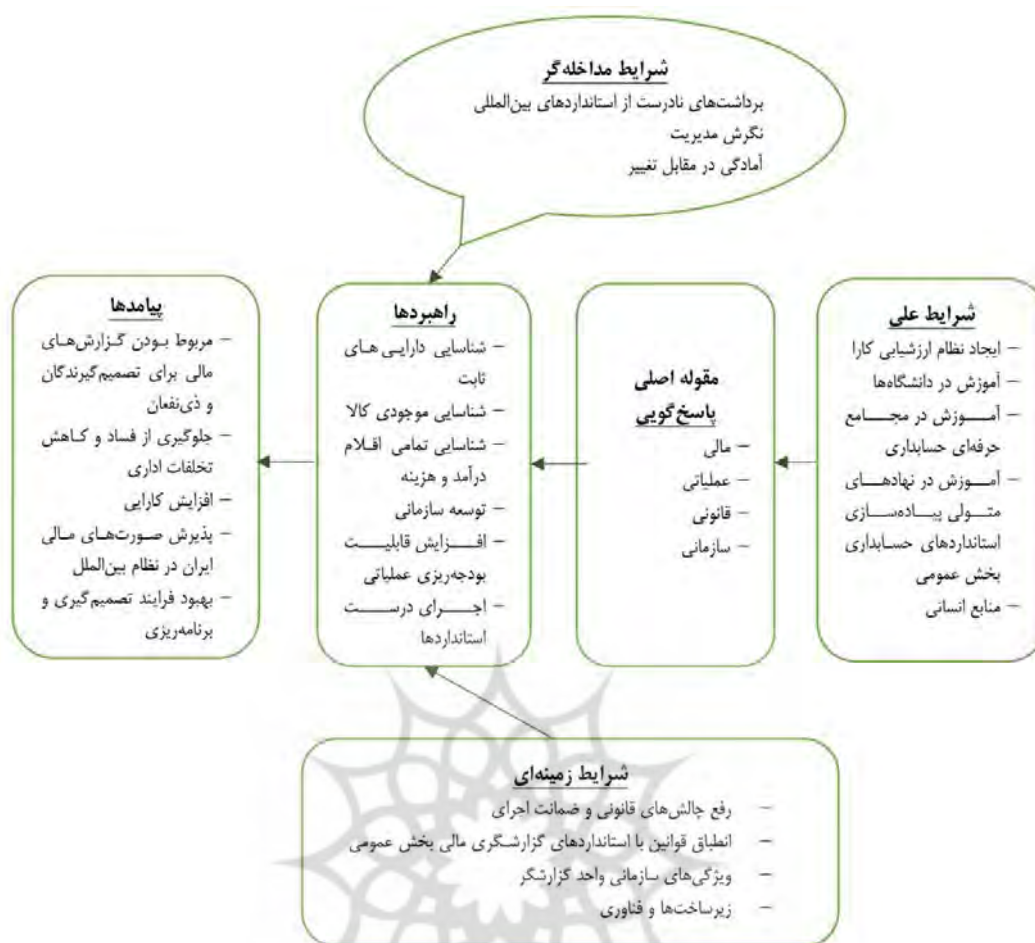 شرایط مداخله‌گر
برداشت‌های نادرست از استانداردهای بین‌المللی
نگرش مدیریت
آمادگی در مقابل تغییر
شرایط علی
– ایجاد نظام ارزشیابی کارا
– آموزش در دانشگاه‌ها
– آموزش در مجامع
حرفه‌ای حسابداری
– آموزش در نهادهای
متولی پیاده‌سازی
استانداردهای حسابداری
بخش عمومی
– منابع انسانی
مقوله اصلی
پاسخ‌گویی
– مالی
– عملیاتی
– قانونی
– سازمانی
راهبردها
– شناسایی دارایی‌های
ثابت
– شناسایی موجودی کالا
– شناسایی تمامی اقلام
درآمد و هزینه
– توسعه سازمانی
– افزایش قابلیت
بودجه‌ریزی عملیاتی
– اجرای درست
استانداردها
پیامدها
– مربوط بودن گزارش‌های
مالی برای تصمیم‌گیرندگان
و ذی‌نفعان
– جلوگیری از فساد و کاهش
تخلفات اداری
– افزایش کارایی
– پذیرش صورت‌های مالی
ایران در نظام بین‌الملل
– بهبود فرایند تصمیم‌گیری و
برنامه‌ریزی
شرایط زمینه‌ای
– رفع چالش‌های قانونی و ضمانت اجرای
– انطباق قوانین با استانداردهای گزارشگری مالی بخش عمومی
– ویژگی‌های سازمانی واحد گزارشگر
– زیرساخت‌ها و فناوری